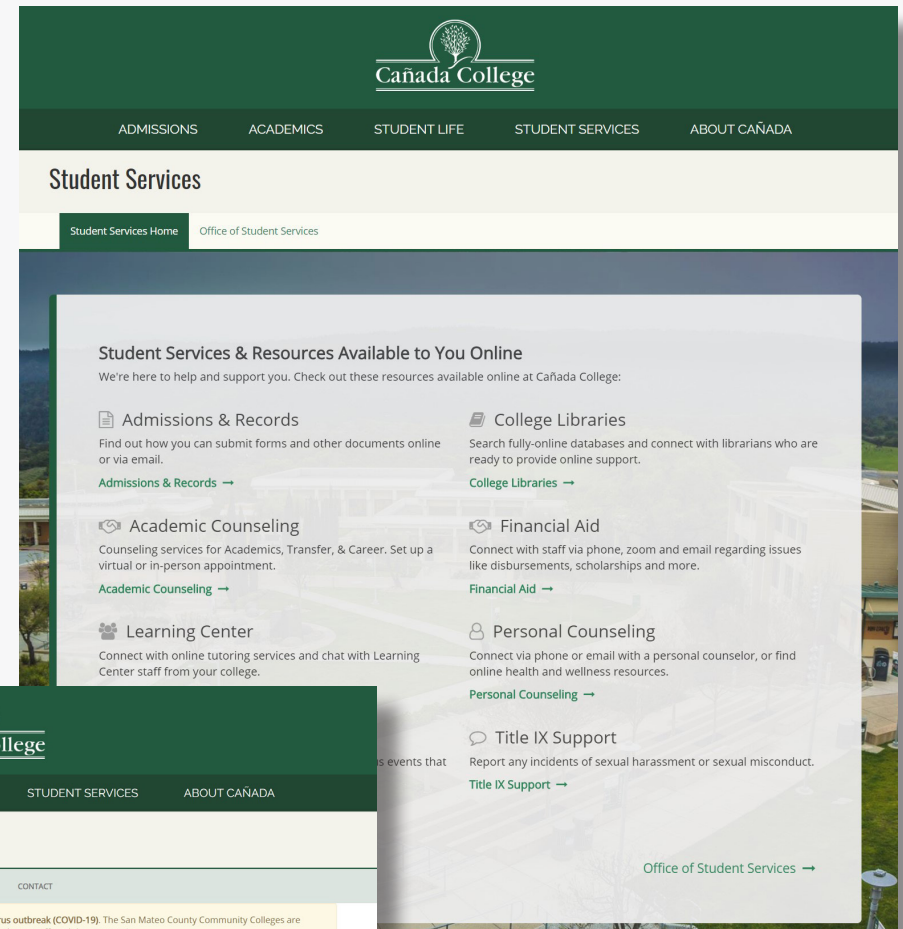 Cañada College
ADMISSIONS ACADEMICS STUDENT LIFE STUDENT SERVICES ABOUT CAÑADA
Student Services
Student Services Home Office of Student Services
Student Services & Resources Available to You Online
We're here to help and support you. Check out these resources available online at Cañada College:
Admissions & Records
Find out how you can submit forms and other documents online
or via email.
Admissions & Records →
College Libraries
Search fully-online databases and connect with librarians who are
ready to provide online support.
College Libraries →
Academic Counseling
Counseling services for Academics, Transfer, & Career. Set up a
virtual or in-person appointment.
Academic Counseling →
Financial Aid
Connect with staff via phone, zoom and email regarding issues
like disbursements, scholarships and more.
Financial Aid →
Learning Center
Connect with online tutoring services and chat with Learning
Center staff from your college.
Personal Counseling
Connect via phone or email with a personal counselor, or find
online health and wellness resources.
Personal Counseling →
events that
Title IX Support
Report any incidents of sexual harassment or sexual misconduct.
Title IX Support →
Office of Student Services →
STUDENT SERVICES ABOUT CAÑADA
CONTACT
outbreak (COVID-19). The San Mateo County Community Colleges are